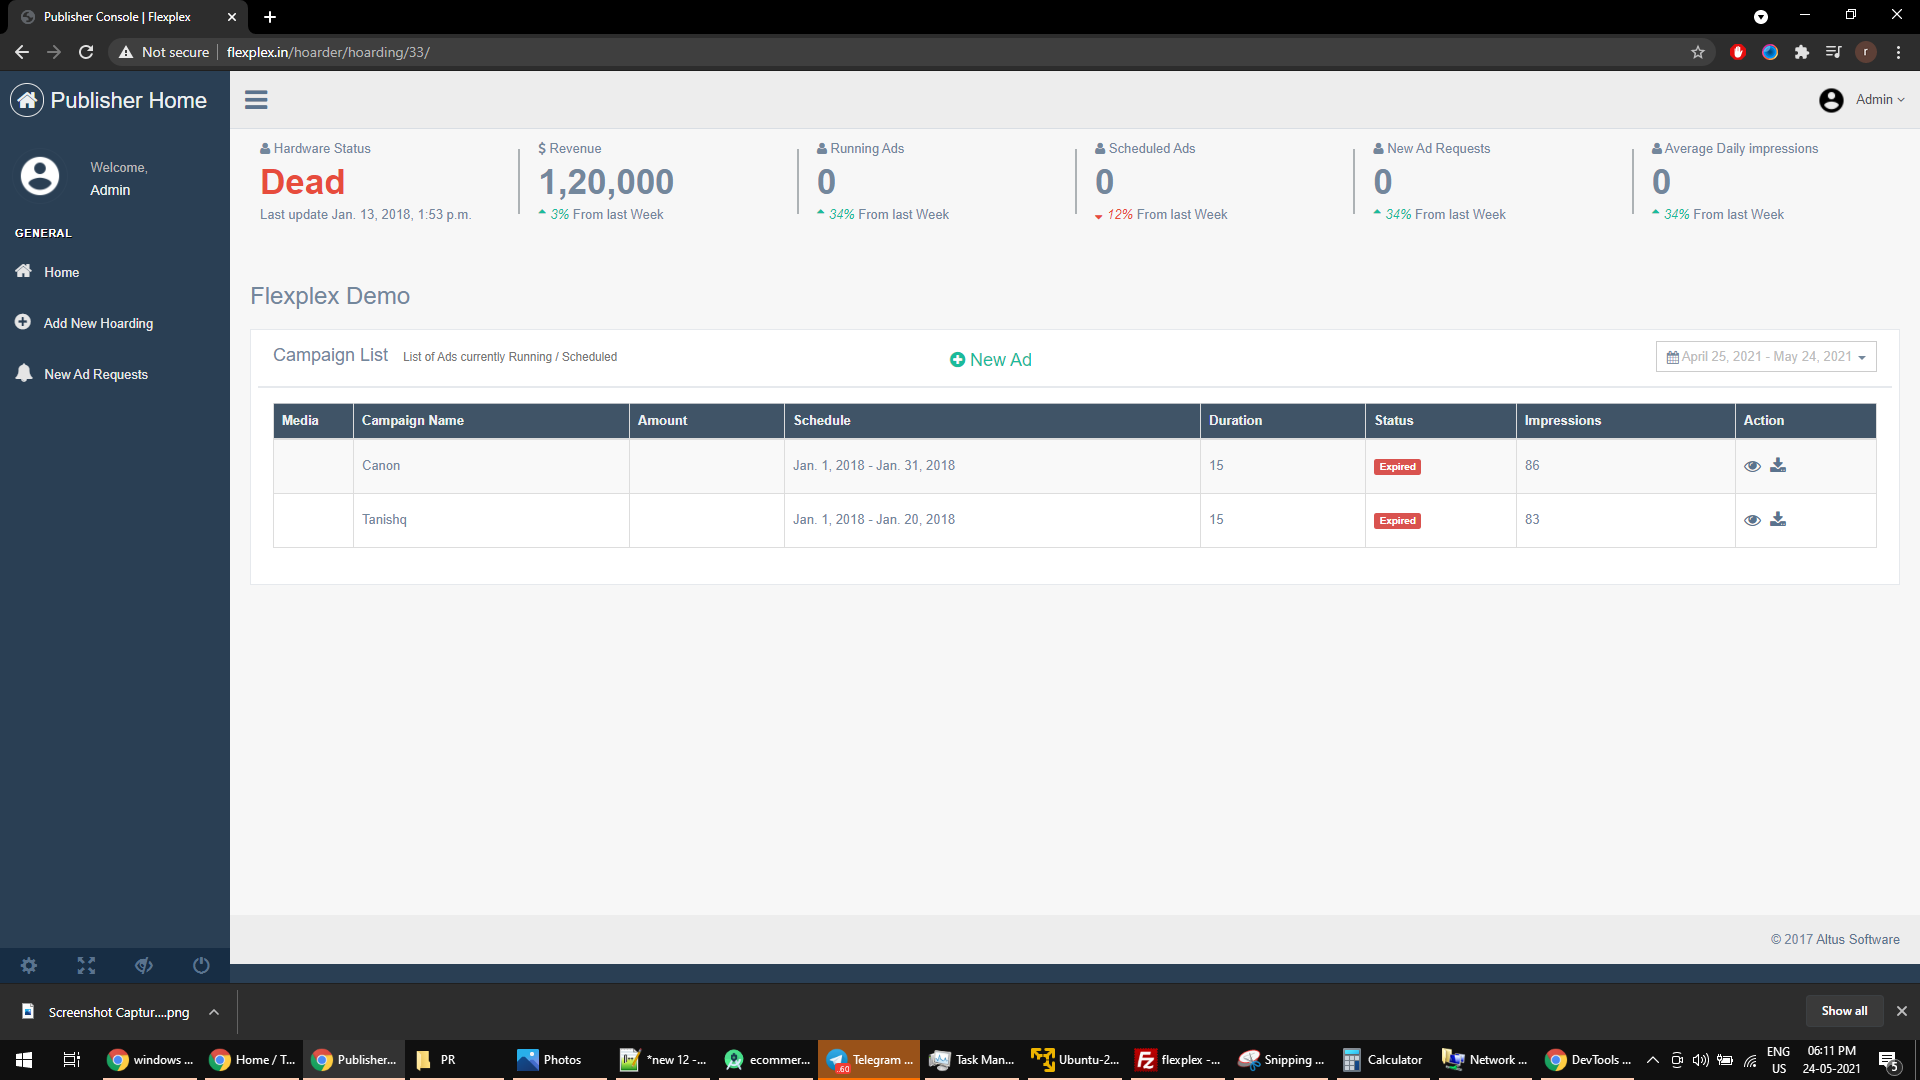 Publisher Console | Flexplex
Not secure flexplex.in/hoarder/hoarding/33/
r
Publisher Home
Admin
Welcome,
Admin
GENERAL
Home
Add New Hoarding
New Ad Requests
Hardware Status
Dead
Last update Jan. 13, 2018, 1:53 p.m.
$ Revenue
1,20,000
3% From last Week
Running Ads
0
34% From last Week
Scheduled Ads
0
12% From last Week
New Ad Requests
0
34% From last Week
Average Daily impressions
0
34% From last Week
Flexplex Demo
Campaign List List of Ads currently Running / Scheduled
New Ad
April 25, 2021 - May 24, 2021
Media Campaign Name Amount Schedule Duration Status Impressions Action
Canon Jan. 1, 2018 - Jan. 31, 2018 15 Expired 86
Tanishq Jan. 1, 2018 - Jan. 20, 2018 15 Expired 83
© 2017 Altus Software
Screenshot Captur....png
Show all
windows ... Home / T... Publisher... PR Photos *new 12 -... ecommer... Telegram ... .60 Task Man... Ubuntu-2... flexplex -... Snipping ... Calculator Network ... DevTools ...
ENG
US
06:11 PM
24-05-2021
5